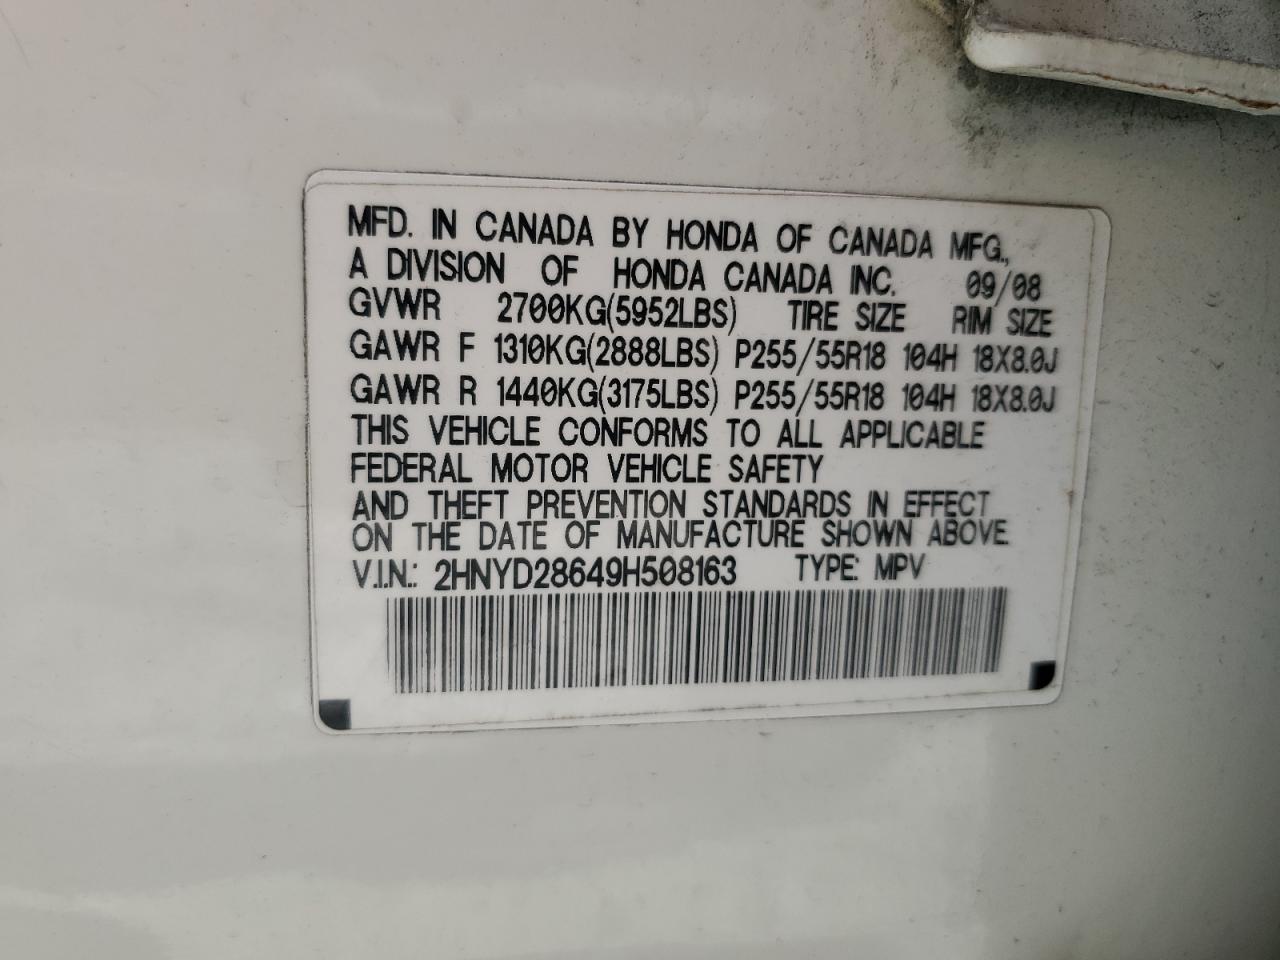 MFD. IN CANADA BY HONDA OF CANADA MFG.,
A DIVISION OF HONDA CANADA INC. 09/08
GVWR 2700KG(5952LBS) TIRE SIZE RIM SIZE
GAWR F 1310KG(2888LBS) P255/55R18 104H 18X8.0J
GAWR R 1440KG(3175LBS) P255/55R18 104H 18X8.0J
THIS VEHICLE CONFORMS TO ALL APPLICABLE
FEDERAL MOTOR VEHICLE SAFETY
AND THEFT PREVENTION STANDARDS IN EFFECT
ON THE DATE OF MANUFACTURE SHOWN ABOVE
V.I.N.: 2HNYD28649H508163 TYPE: MPV